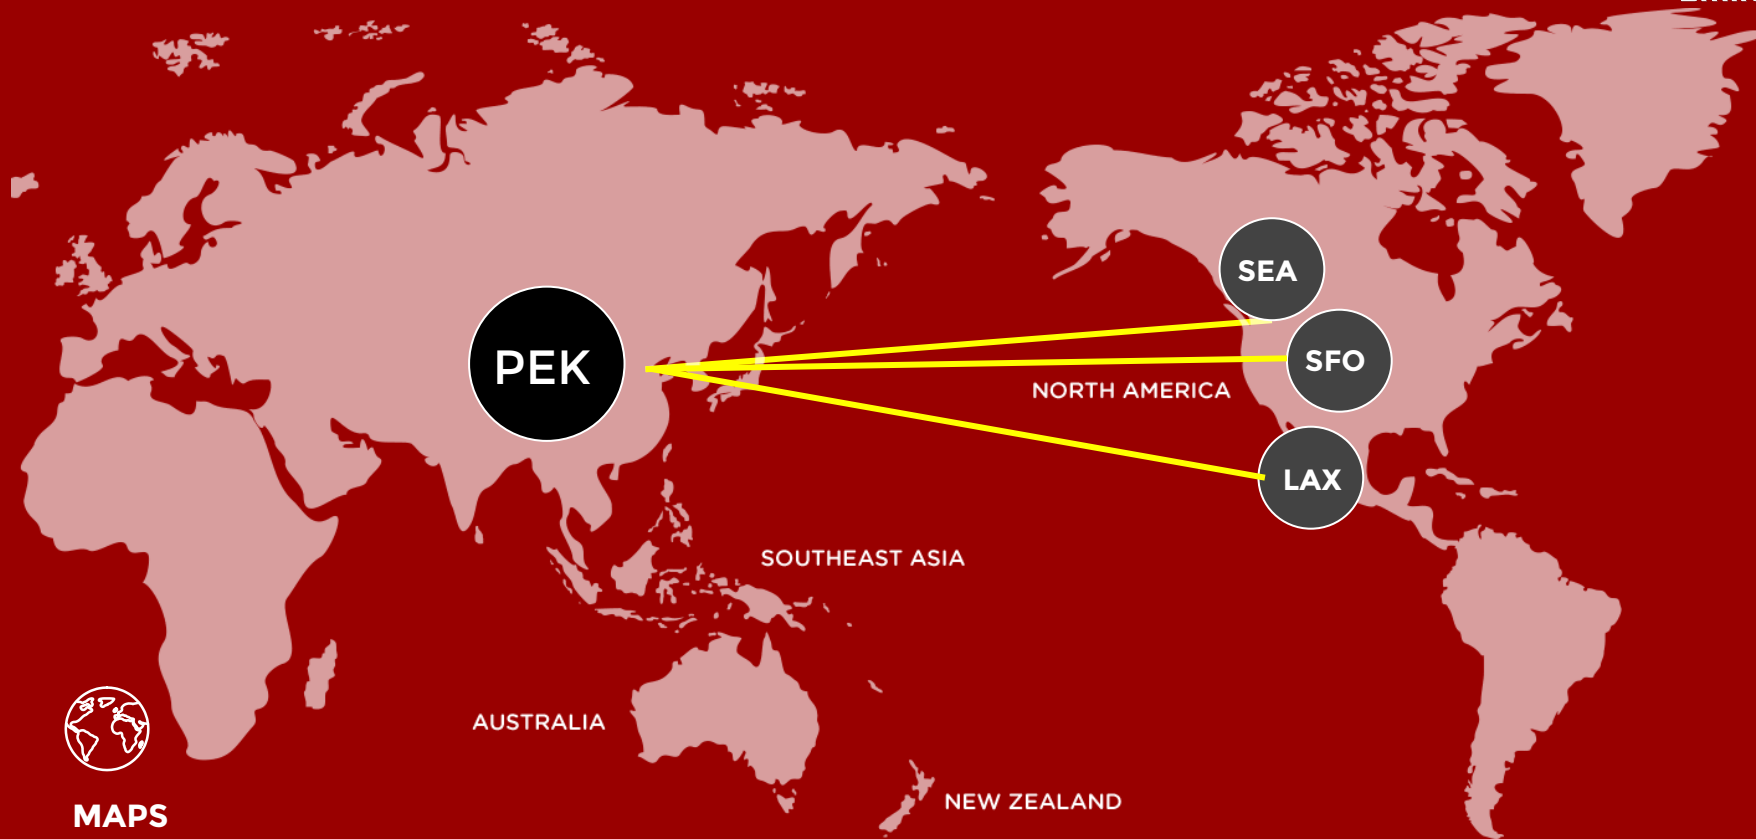 SEA
PEK
SFO
NORTH AMERICA
LAX
SOUTHEAST ASIA
AUSTRALIA
NEW ZEALAND
MAPS